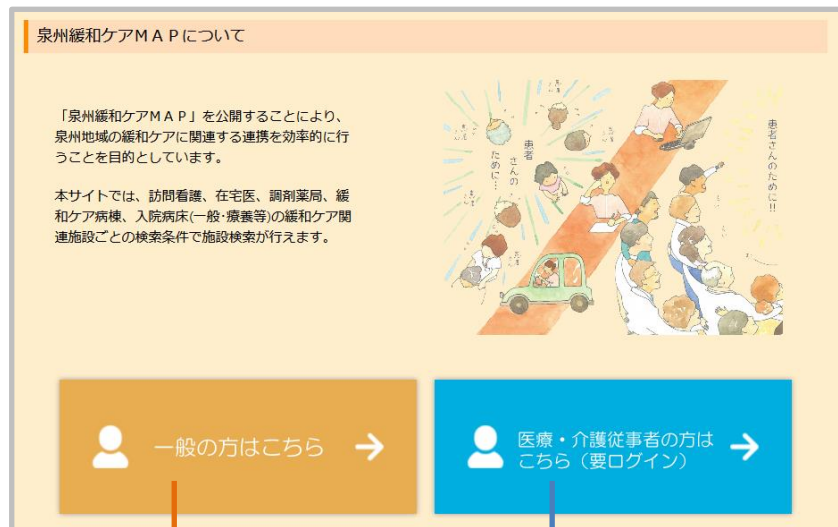 泉州緩和ケアＭＡＰについて
「泉州緩和ケアＭＡＰ」を公開することにより、
泉州地域の緩和ケアに関連する連携を効率的に行
うことを目的としています。
本サイトでは、訪問看護、在宅医、調剤薬局、緩
和ケア病棟、入院病床(一般・療養等)の緩和ケア関
連施設ごとの検索条件で施設検索が行えます。
患者
さんの
ために…
患者さんのために!!
一般の方はこちら
医療・介護従事者の方は
こちら（要ログイン）